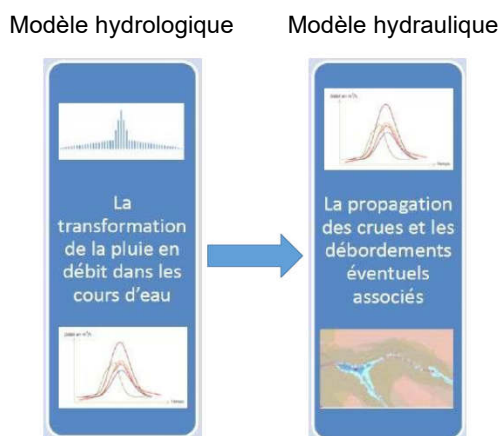 Modèle hydrologique
Modèle hydraulique
La
transformation
de la pluie en
débit dans les
cours d'eau
La propagation
des crues et les
débordements
éventuels
associés